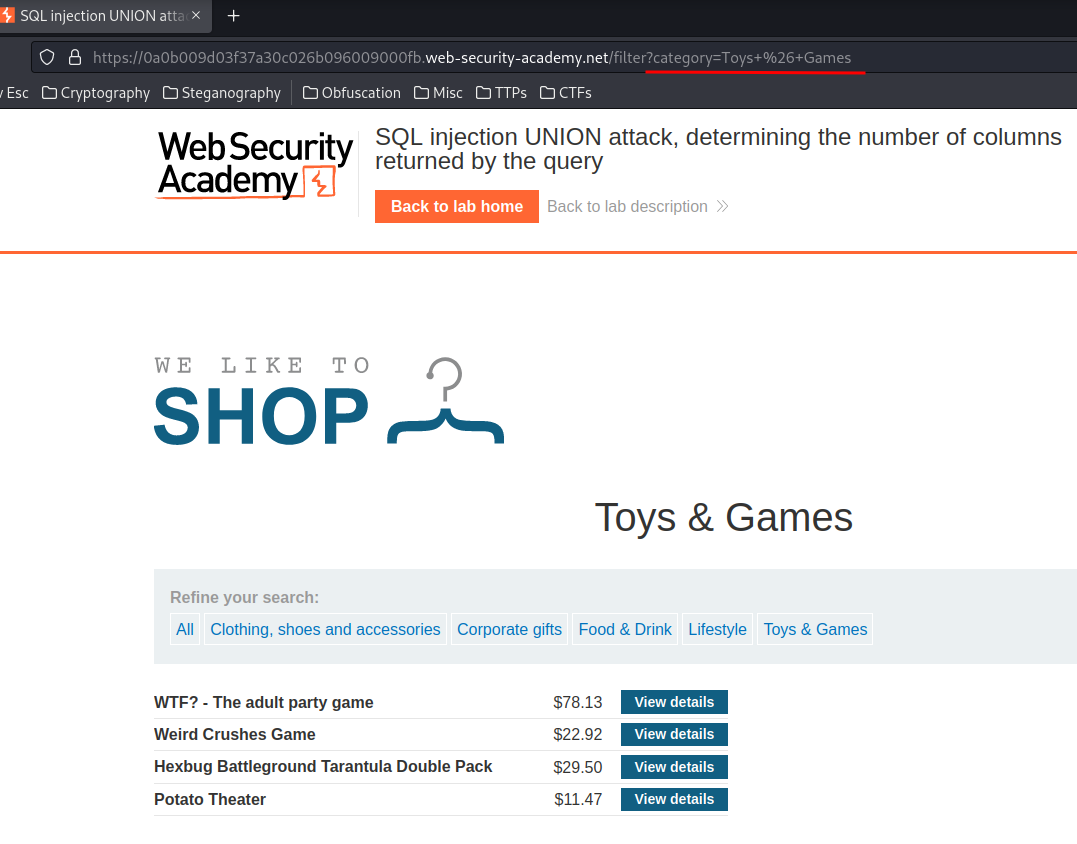 SQL injection UNION atta
https://0a0b009d03f37a30c026b096009000fb.web-security-academy.net/filter?category=Toys+%26+Games
Esc Cryptography Steganography Obfuscation Misc TTPs CTFs
Web Security
Academy
SQL injection UNION attack, determining the number of columns
returned by the query
Back to lab home Back to lab description
WE LIKE TO
SHOP
Toys & Games
Refine your search:
All Clothing, shoes and accessories Corporate gifts Food & Drink Lifestyle Toys & Games
WTF? - The adult party game $78.13 View details
Weird Crushes Game $22.92 View details
Hexbug Battleground Tarantula Double Pack $29.50 View details
Potato Theater $11.47 View details